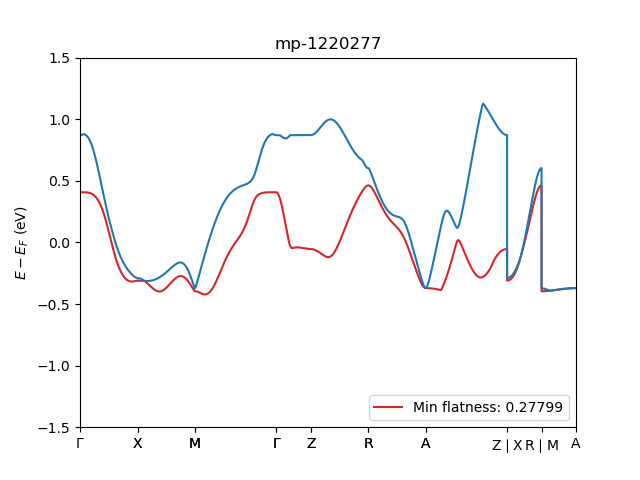 mp-1220277
1.5
1.0
0.5
0.0
−0.5
−1.0
−1.5
E − E_F (eV)
Min flatness: 0.27799
Γ X M Γ Z R A Z | X R | M A